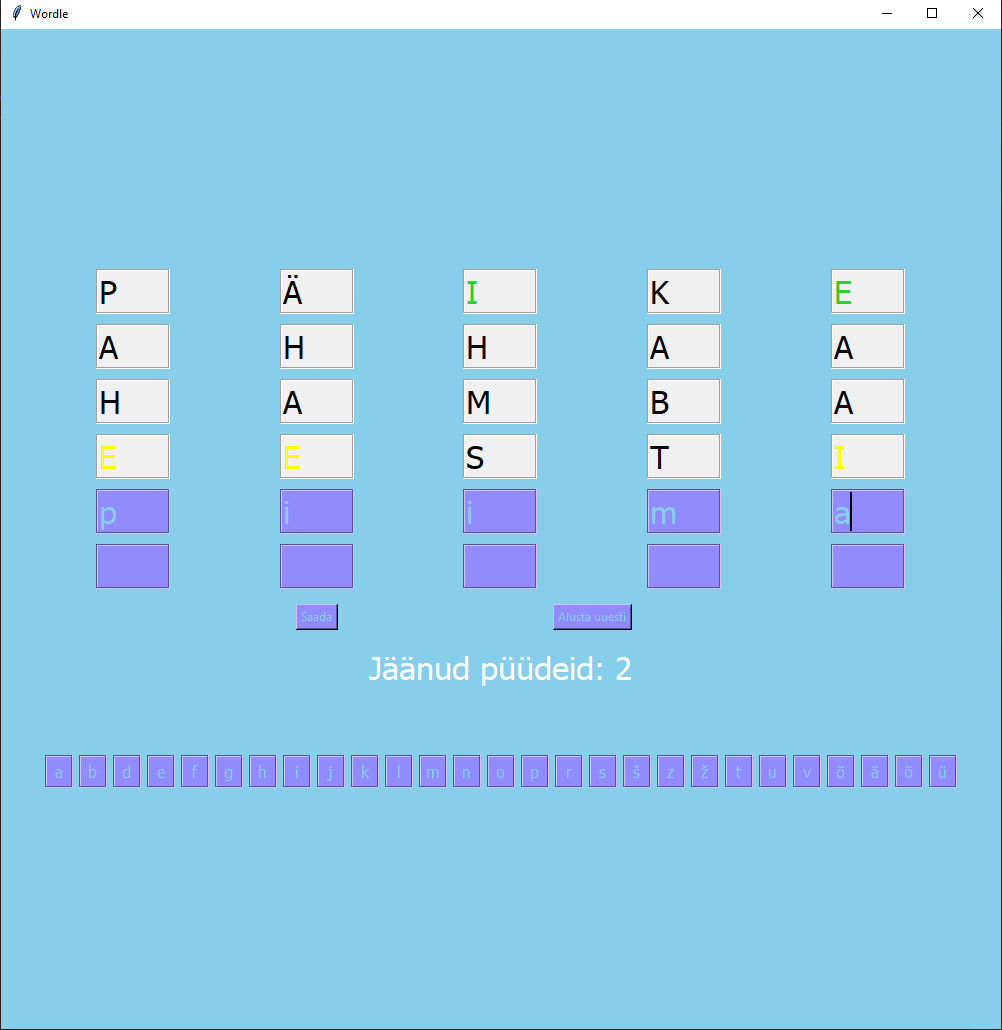 Wordle
P Ä I K E
A H H A A
H A M B A
E E S T I
p i i m a
Saada Alusta uuesti
Jäänud püüdeid: 2
a b d e f g h i j k l m n o p r s š z ž t u v õ ä ö ü